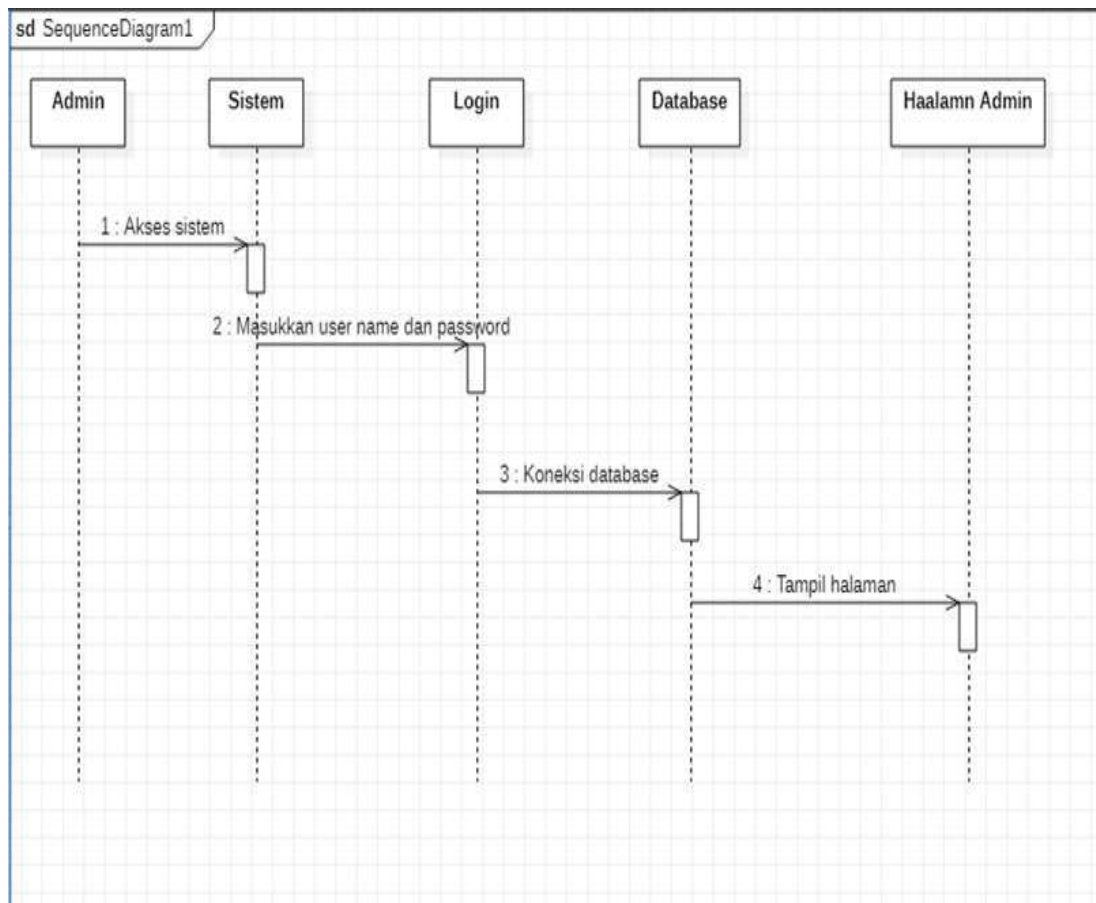 sd SequenceDiagram1
Admin
Sistem
Login
Database
Haalamn Admin
1 : Akses sistem
2 : Masukkan user name dan password
3 : Koneksi database
4 : Tampil halaman